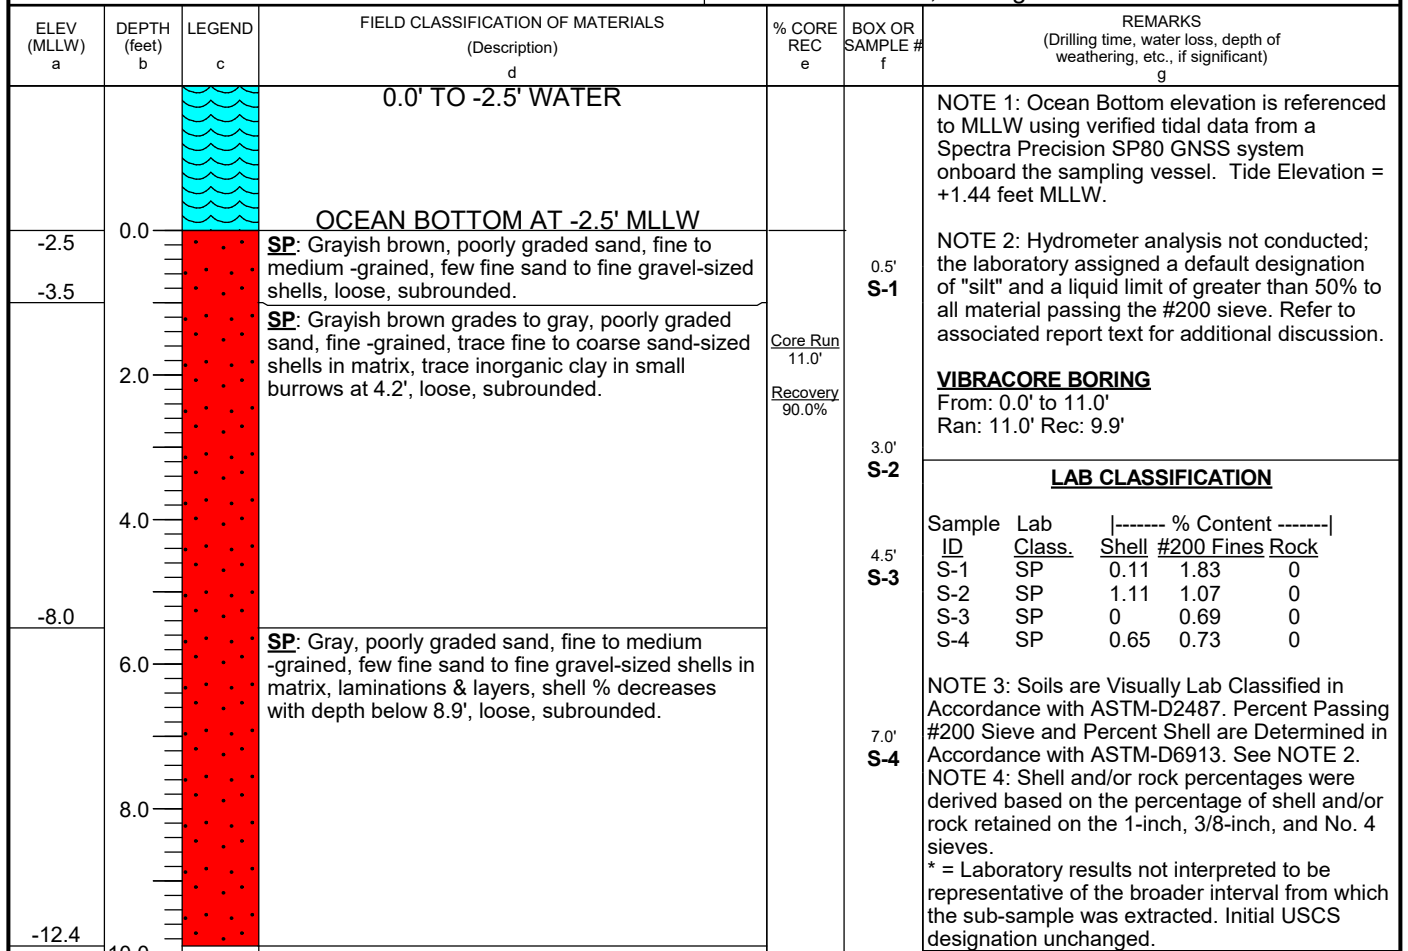 ELEV (MLLW) a
DEPTH (feet) b
LEGEND c
FIELD CLASSIFICATION OF MATERIALS
(Description)
d
% CORE REC e
BOX OR SAMPLE # f
REMARKS
(Drilling time, water loss, depth of
weathering, etc., if significant)
g
0.0' TO -2.5' WATER
OCEAN BOTTOM AT -2.5' MLLW
0.0
-2.5
SP: Grayish brown, poorly graded sand, fine to
medium -grained, few fine sand to fine gravel-sized
shells, loose, subrounded.
-3.5
SP: Grayish brown grades to gray, poorly graded
sand, fine -grained, trace fine to coarse sand-sized
shells in matrix, trace inorganic clay in small
burrows at 4.2', loose, subrounded.
2.0
4.0
-8.0
SP: Gray, poorly graded sand, fine to medium
-grained, few fine sand to fine gravel-sized shells in
matrix, laminations & layers, shell % decreases
with depth below 8.9', loose, subrounded.
6.0
8.0
-12.4
Core Run
11.0'
Recovery
90.0%
0.5'
S-1
3.0'
S-2
4.5'
S-3
7.0'
S-4
NOTE 1: Ocean Bottom elevation is referenced
to MLLW using verified tidal data from a
Spectra Precision SP80 GNSS system
onboard the sampling vessel. Tide Elevation =
+1.44 feet MLLW.
NOTE 2: Hydrometer analysis not conducted;
the laboratory assigned a default designation
of "silt" and a liquid limit of greater than 50% to
all material passing the #200 sieve. Refer to
associated report text for additional discussion.
VIBRACORE BORING
From: 0.0' to 11.0'
Ran: 11.0' Rec: 9.9'
LAB CLASSIFICATION
Sample Lab |------- % Content -------|
ID Class. Shell #200 Fines Rock
S-1 SP 0.11 1.83 0
S-2 SP 1.11 1.07 0
S-3 SP 0 0.69 0
S-4 SP 0.65 0.73 0
NOTE 3: Soils are Visually Lab Classified in
Accordance with ASTM-D2487. Percent Passing
#200 Sieve and Percent Shell are Determined in
Accordance with ASTM-D6913. See NOTE 2.
NOTE 4: Shell and/or rock percentages were
derived based on the percentage of shell and/or
rock retained on the 1-inch, 3/8-inch, and No. 4
sieves.
* = Laboratory results not interpreted to be
representative of the broader interval from which
the sub-sample was extracted. Initial USCS
designation unchanged.